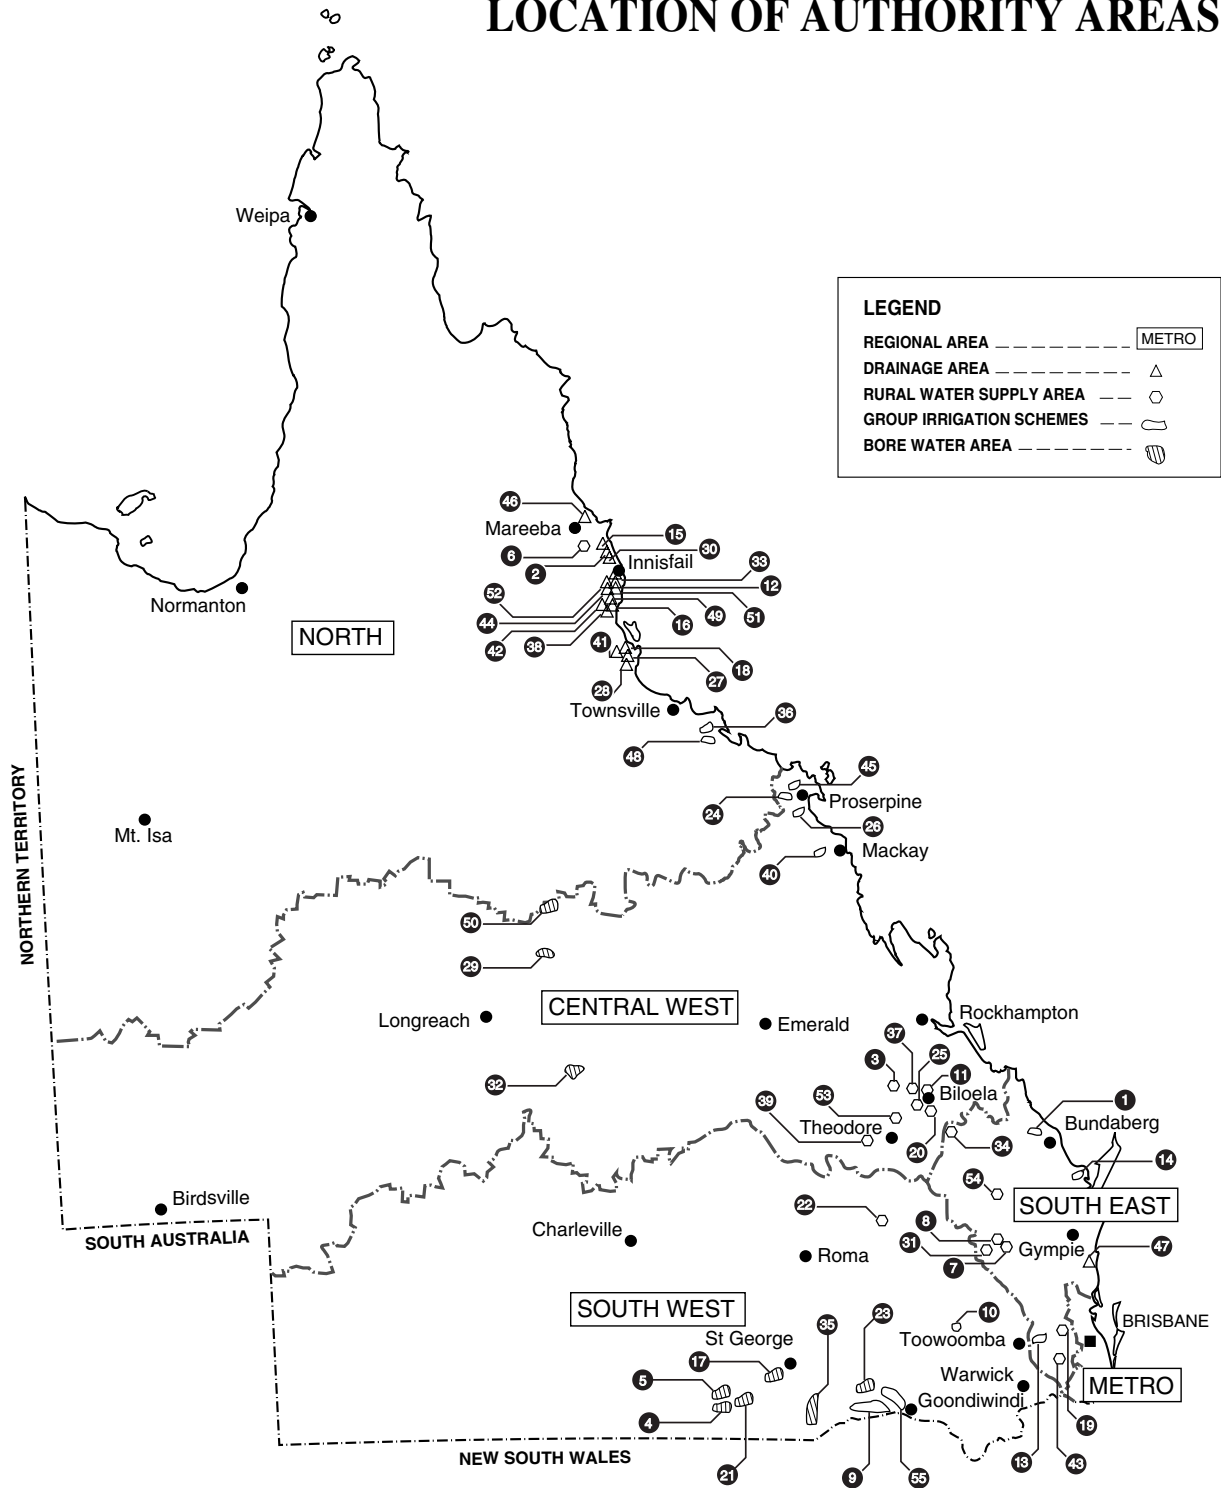 LOCATION OF AUTHORITY AREAS
Weipa
LEGEND
REGIONAL AREA
METRO
DRAINAGE AREA
RURAL WATER SUPPLY AREA
GROUP IRRIGATION SCHEMES
BORE WATER AREA
46
Mareeba
15
6
30
2
Innisfail
33
12
52
Normanton
44
49
51
16
NORTH
42
38
41
18
27
28
Townsville
36
48
45
NORTHERN TERRITORY
24
Proserpine
Mt. Isa
26
Mackay
40
50
29
CENTRAL WEST
Longreach
Emerald
Rockhampton
37
25
3
11
32
Biloela
53
39
1
Theodore
Bundaberg
20
34
14
54
Birdsville
SOUTH EAST
22
8
SOUTH AUSTRALIA
Charleville
31
Gympie
47
Roma
7
SOUTH WEST
23
10
35
BRISBANE
St George
Toowoomba
17
5
Warwick
METRO
Goondiwindi
4
19
NEW SOUTH WALES
13
43
21
9
55